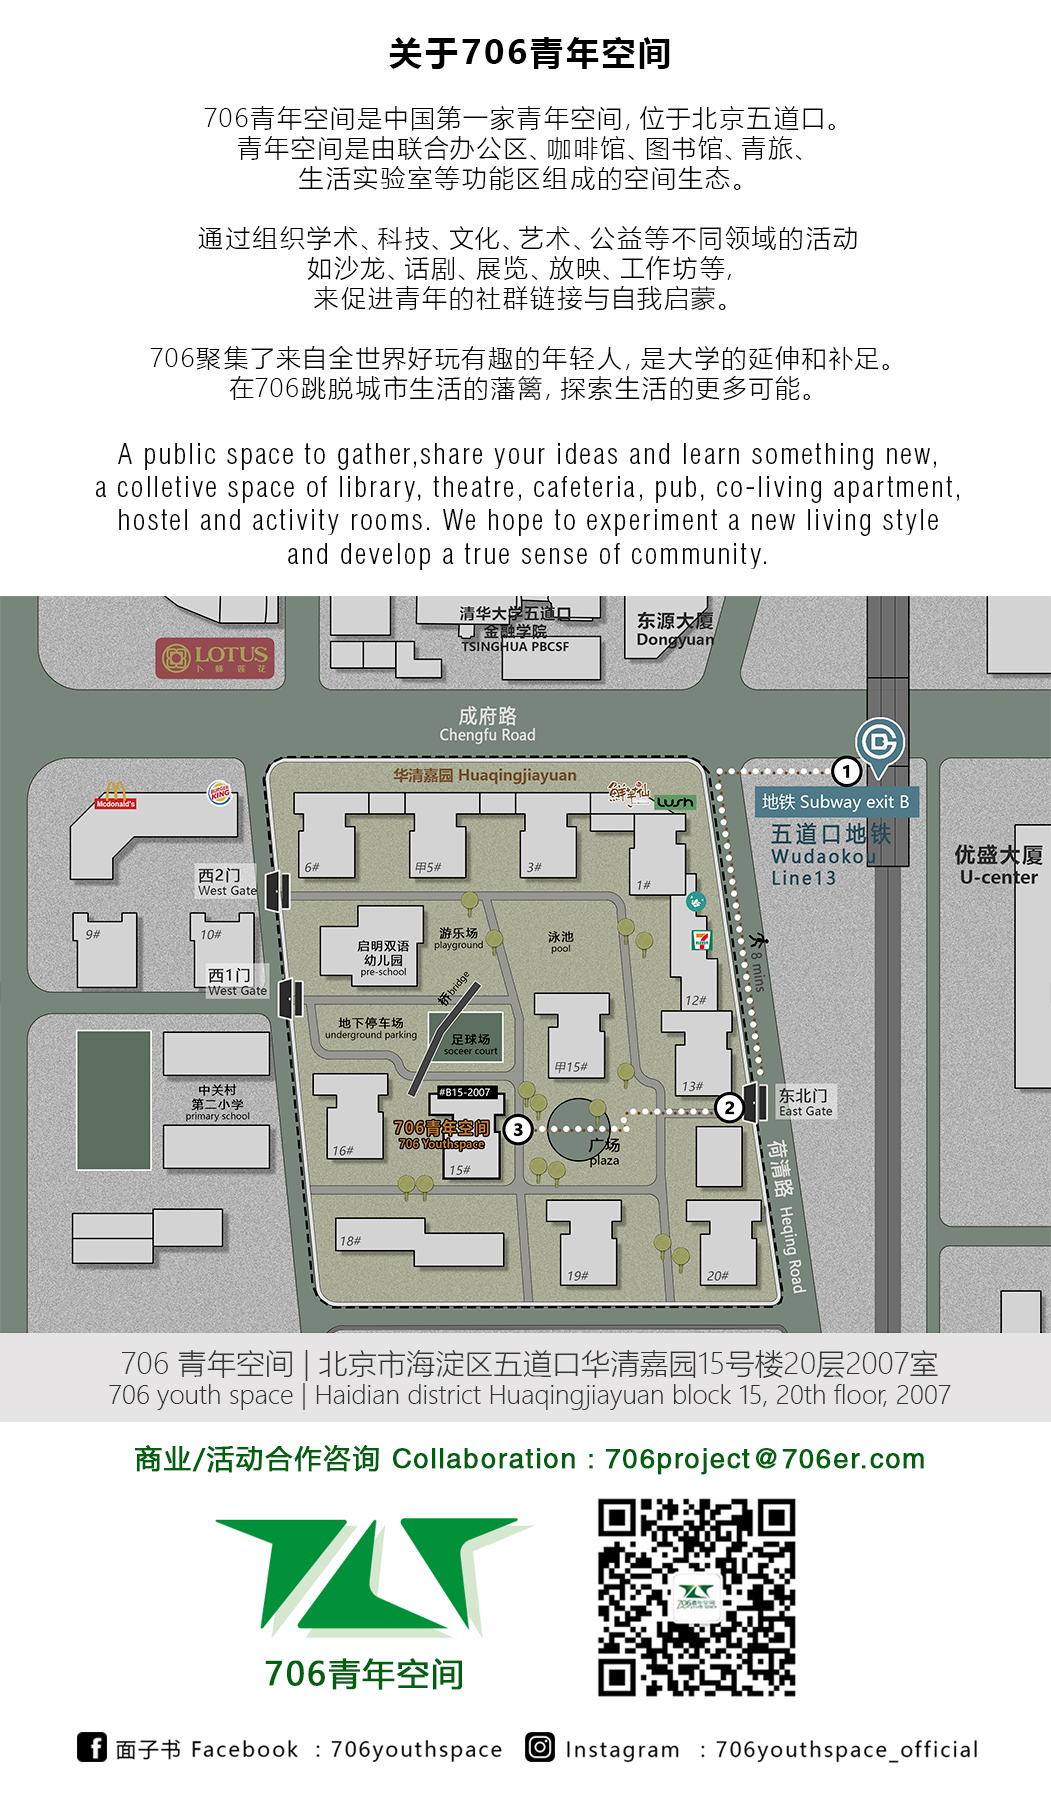 关于706青年空间
706青年空间是中国第一家青年空间, 位于北京五道口。
青年空间是由联合办公区、咖啡馆、图书馆、青旅、
生活实验室等功能区组成的空间生态。
通过组织学术、科技、文化、艺术、公益等不同领域的活动
如沙龙、话剧、展览、放映、工作坊等,
来促进青年的社群链接与自我启蒙。
706聚集了来自全世界好玩有趣的年轻人, 是大学的延伸和补足。
在706跳脱城市生活的藩篱, 探索生活的更多可能。
A public space to gather,share your ideas and learn something new,
a colletive space of library, theatre, cafeteria, pub, co-living apartment,
hostel and activity rooms. We hope to experiment a new living style
and develop a true sense of community.
清华大学五道口
金融学院
TSINGHUA PBCSF
东源大厦
Dongyuan
LOTUS
卜蜂莲花
成府路
Chengfu Road
华清嘉园 Huaqingjiayuan
1
地铁 Subway exit B
五道口地铁
Wudaokou
Line13
优盛大厦
U-center
McDonald's
BURGER KING
鲜芋仙
Lush
6#
甲5#
3#
1#
西2门
West Gate
9#
10#
启明双语
幼儿园
pre-school
游乐场
playground
泳池
pool
7 ELEVEN
8 mins
西1门
West Gate
桥bridge
12#
地下停车场
underground parking
足球场
soceer court
甲15#
13#
中关村
第二小学
primary school
#B15-2007
706青年空间
706 Youthspace
3
2
东北门
East Gate
广场
plaza
16#
15#
荷清路 Heqing Road
18#
19#
20#
706 青年空间 | 北京市海淀区五道口华清嘉园15号楼20层2007室
706 youth space | Haidian district Huaqingjiayuan block 15, 20th floor, 2007
商业/活动合作咨询 Collaboration : 706project@706er.com
706青年空间
706青年空间
面子书 Facebook : 706youthspace
Instagram : 706youthspace_official